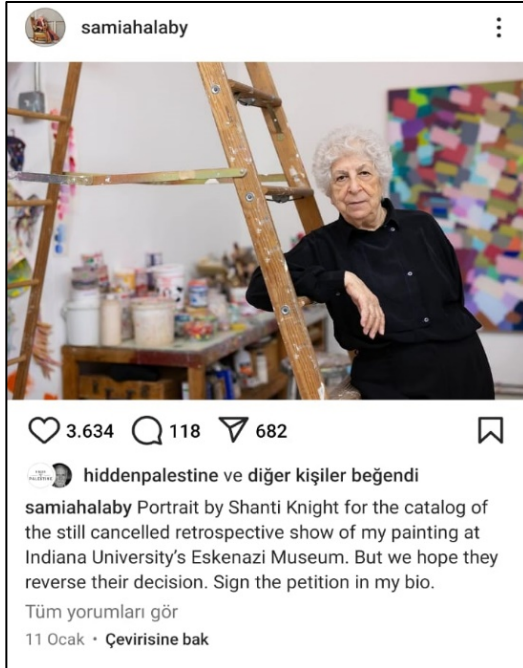 samiahalaby
3.634 118 682
hiddenpalestine ve diğer kişiler beğendi
samiahalaby Portrait by Shanti Knight for the catalog of
the still cancelled retrospective show of my painting at
Indiana University's Eskenazi Museum. But we hope they
reverse their decision. Sign the petition in my bio.
Tüm yorumları gör
11 Ocak • Çevirisine bak